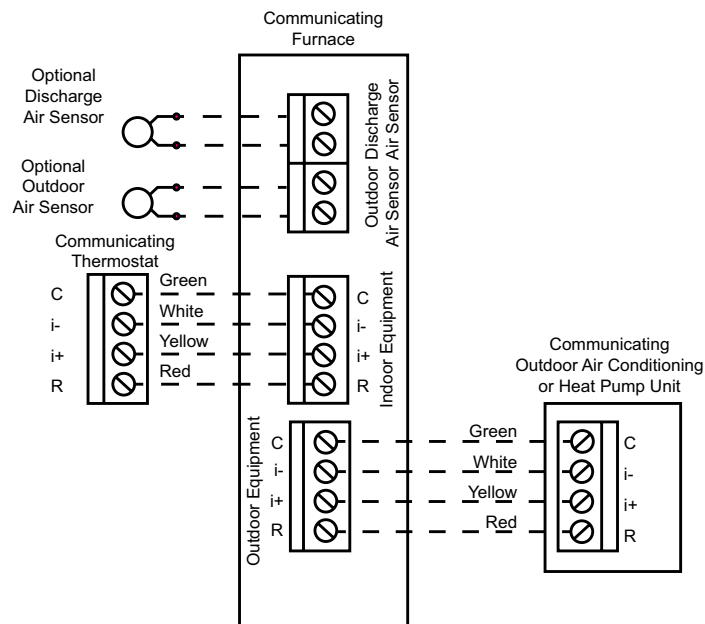 Communicating
Furnace
Optional
Discharge
Air Sensor
Optional
Outdoor
Air Sensor
Outdoor Discharge
Air Sensor Air Sensor
Communicating
Thermostat
C
i-
i+
R
Green
White
Yellow
Red
C
i-
i+
R
Indoor Equipment
Outdoor Equipment
C
i-
i+
R
Green
White
Yellow
Red
Communicating
Outdoor Air Conditioning
or Heat Pump Unit
C
i-
i+
R